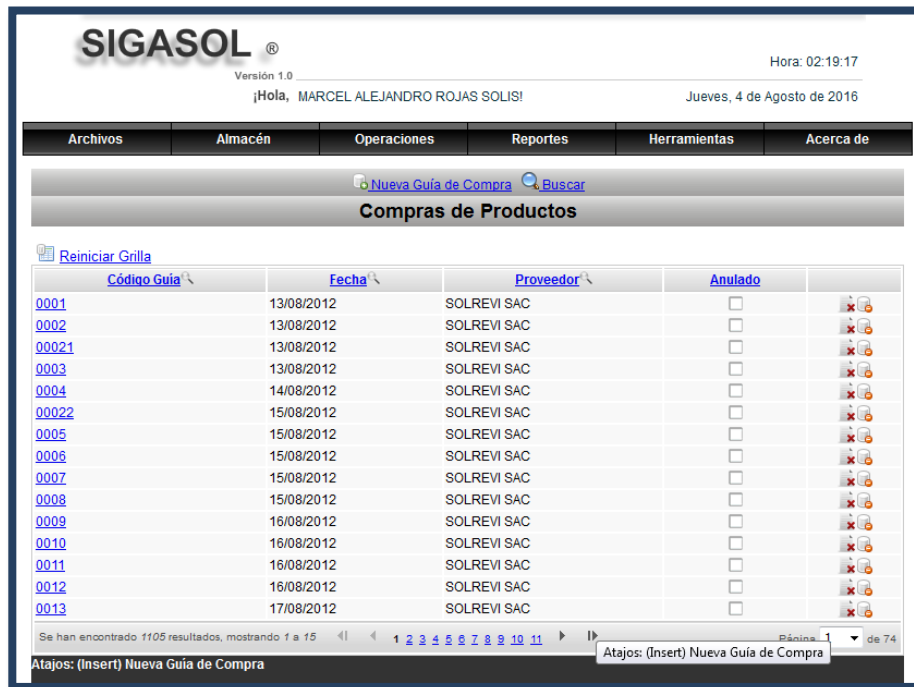 SIGASOL ®
Hora: 02:19:17
Versión 1.0
¡Hola, MARCEL ALEJANDRO ROJAS SOLIS! Jueves, 4 de Agosto de 2016
Archivos Almacén Operaciones Reportes Herramientas Acerca de
Nueva Guía de Compra Buscar
Compras de Productos
Reiniciar Grilla
Código Guía Fecha Proveedor Anulado
0001 13/08/2012 SOLREVI SAC
0002 13/08/2012 SOLREVI SAC
00021 13/08/2012 SOLREVI SAC
0003 13/08/2012 SOLREVI SAC
0004 14/08/2012 SOLREVI SAC
00022 15/08/2012 SOLREVI SAC
0005 15/08/2012 SOLREVI SAC
0006 15/08/2012 SOLREVI SAC
0007 15/08/2012 SOLREVI SAC
0008 15/08/2012 SOLREVI SAC
0009 16/08/2012 SOLREVI SAC
0010 16/08/2012 SOLREVI SAC
0011 16/08/2012 SOLREVI SAC
0012 16/08/2012 SOLREVI SAC
0013 17/08/2012 SOLREVI SAC
Se han encontrado 1105 resultados, mostrando 1 a 15 1 2 3 4 5 6 7 8 9 10 11 Página 1 de 74
Atajos: (Insert) Nueva Guía de Compra
Atajos: (Insert) Nueva Guía de Compra